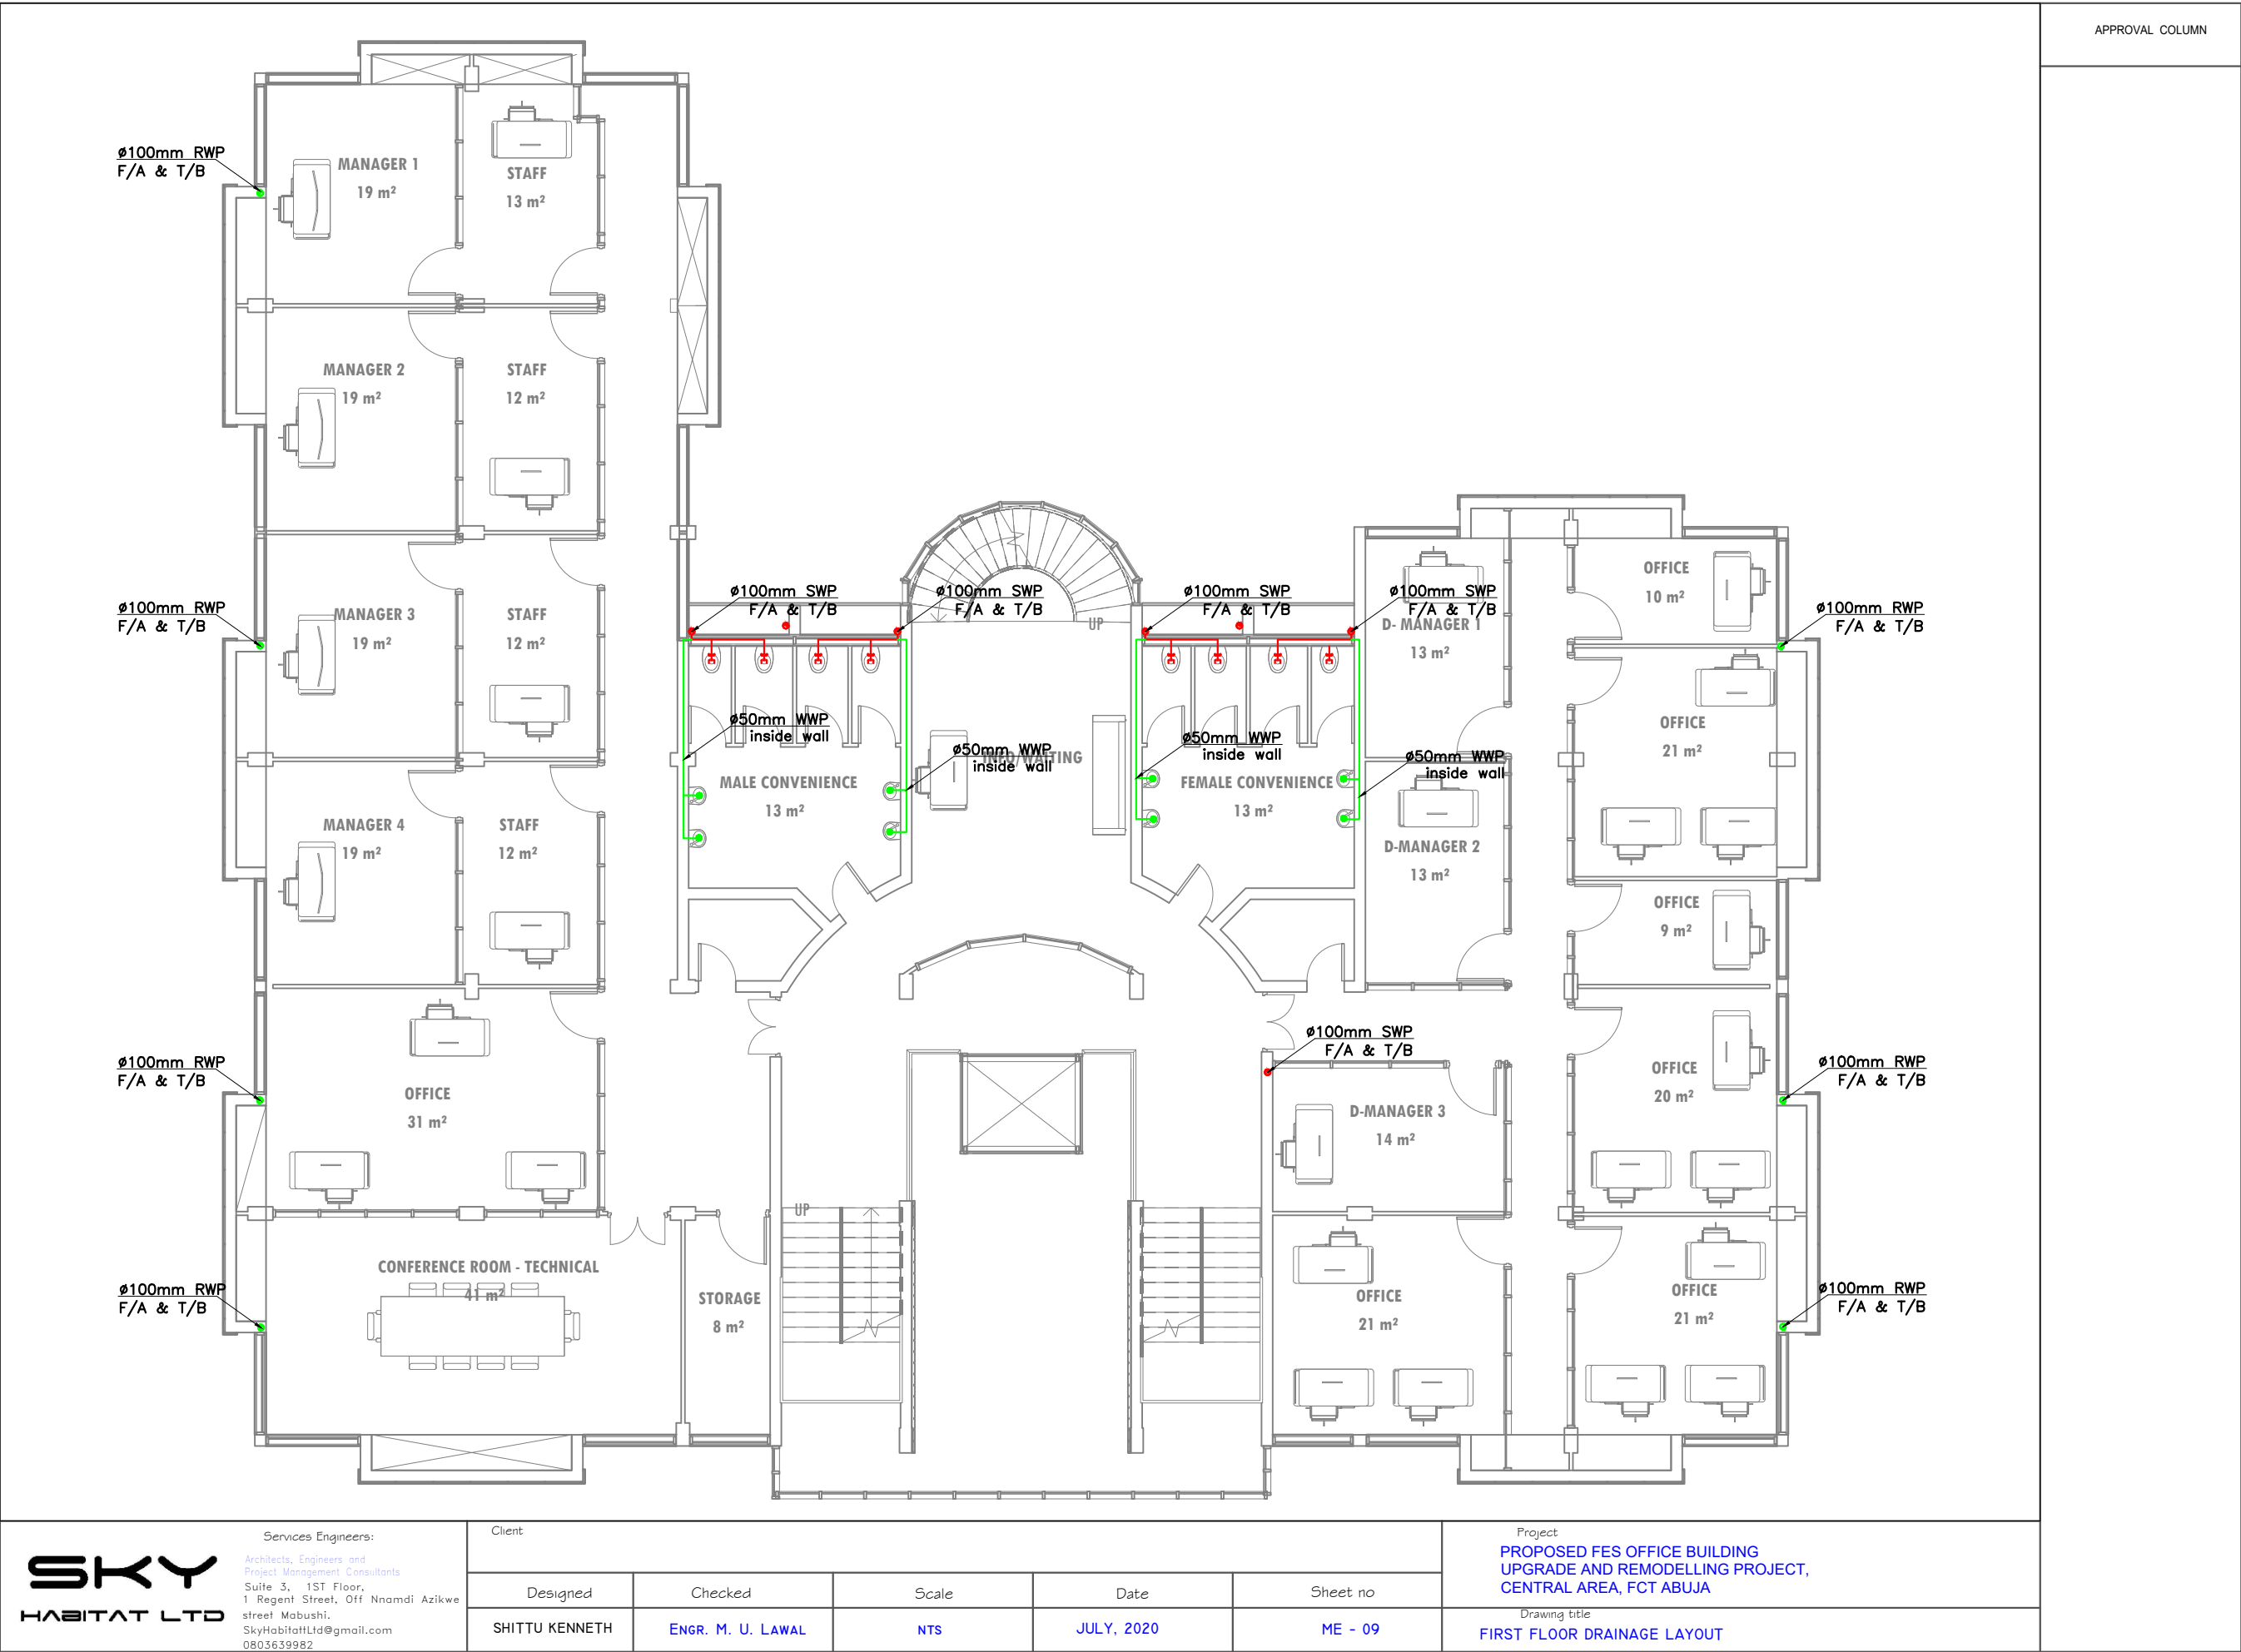 APPROVAL COLUMN
ø100mm RWP
F/A & T/B
MANAGER 1
19 m²
STAFF
13 m²
MANAGER 2
19 m²
STAFF
12 m²
ø100mm RWP
F/A & T/B
MANAGER 3
19 m²
STAFF
12 m²
ø100mm SWP
F/A & T/B
ø100mm SWP
F/A & T/B
UP
ø100mm SWP
F/A & T/B
ø100mm SWP
F/A & T/B
D- MANAGER 1
13 m²
OFFICE
10 m²
ø100mm RWP
F/A & T/B
ø50mm WWP
inside wall
ø50mm WWP
inside wall
INFO/WAITING
ø50mm WWP
inside wall
ø50mm WWP
inside wall
OFFICE
21 m²
MALE CONVENIENCE
13 m²
FEMALE CONVENIENCE
13 m²
MANAGER 4
19 m²
STAFF
12 m²
D-MANAGER 2
13 m²
OFFICE
9 m²
ø100mm RWP
F/A & T/B
OFFICE
31 m²
ø100mm SWP
F/A & T/B
D-MANAGER 3
14 m²
OFFICE
20 m²
ø100mm RWP
F/A & T/B
UP
ø100mm RWP
F/A & T/B
CONFERENCE ROOM - TECHNICAL
41 m²
STORAGE
8 m²
OFFICE
21 m²
OFFICE
21 m²
ø100mm RWP
F/A & T/B
SKY
HABITAT LTD
Services Engineers:
Architects, Engineers and
Project Management Consultants
Suite 3, 1ST Floor,
1 Regent Street, Off Nnamdi Azikwe
street Mabushi.
SkyHabitattLtd@gmail.com
0803639982
Client
Designed
Checked
Scale
Date
Sheet no
SHITTU KENNETH
ENGR. M. U. LAWAL
NTS
JULY, 2020
ME - 09
Project
PROPOSED FES OFFICE BUILDING
UPGRADE AND REMODELLING PROJECT,
CENTRAL AREA, FCT ABUJA
Drawing title
FIRST FLOOR DRAINAGE LAYOUT